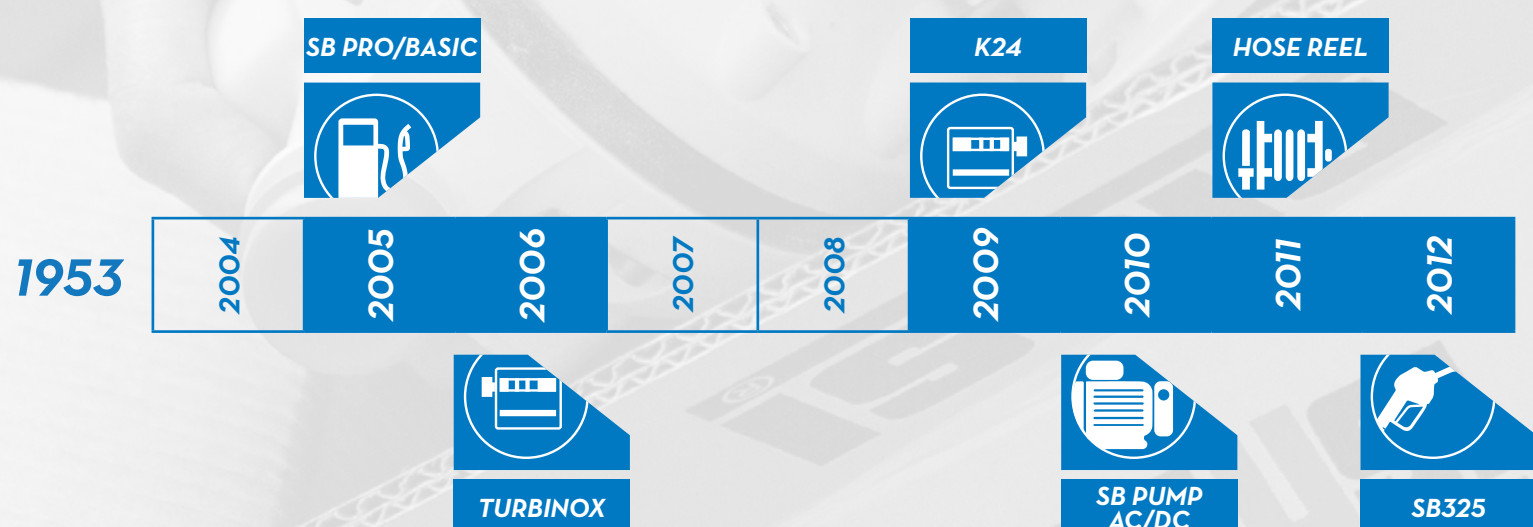 SB PRO/BASIC
K24
HOSE REEL
1953
2004
2005
2006
2007
2008
2009
2010
2011
2012
TURBINOX
SB PUMP
AC/DC
SB325